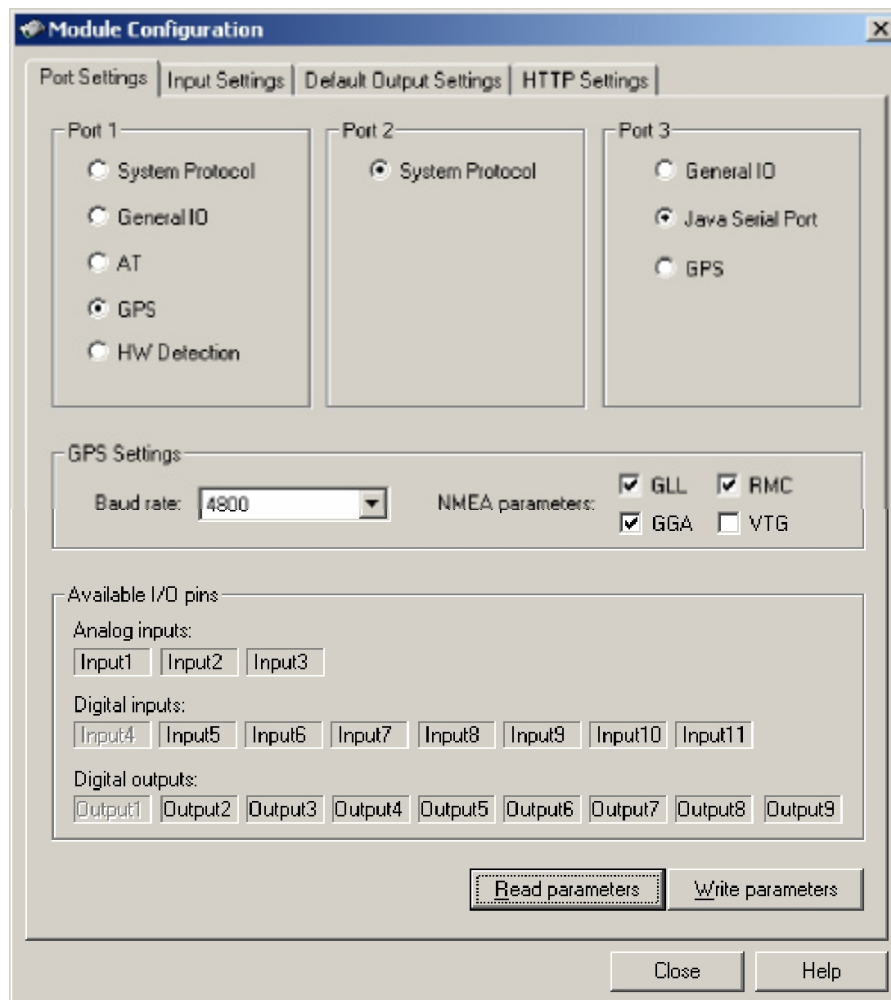 Module Configuration
Port Settings Input Settings Default Output Settings HTTP Settings
Port 1 Port 2 Port 3
System Protocol System Protocol General IO
General IO Java Serial Port
AT GPS
GPS
HW Detection
GPS Settings
Baud rate: 4800 NMEA parameters: GLL RMC
GGA VTG
Available I/O pins
Analog inputs:
Input1 Input2 Input3
Digital inputs:
Input4 Input5 Input6 Input7 Input8 Input9 Input10 Input11
Digital outputs:
Output1 Output2 Output3 Output4 Output5 Output6 Output7 Output8 Output9
Read parameters Write parameters
Close Help